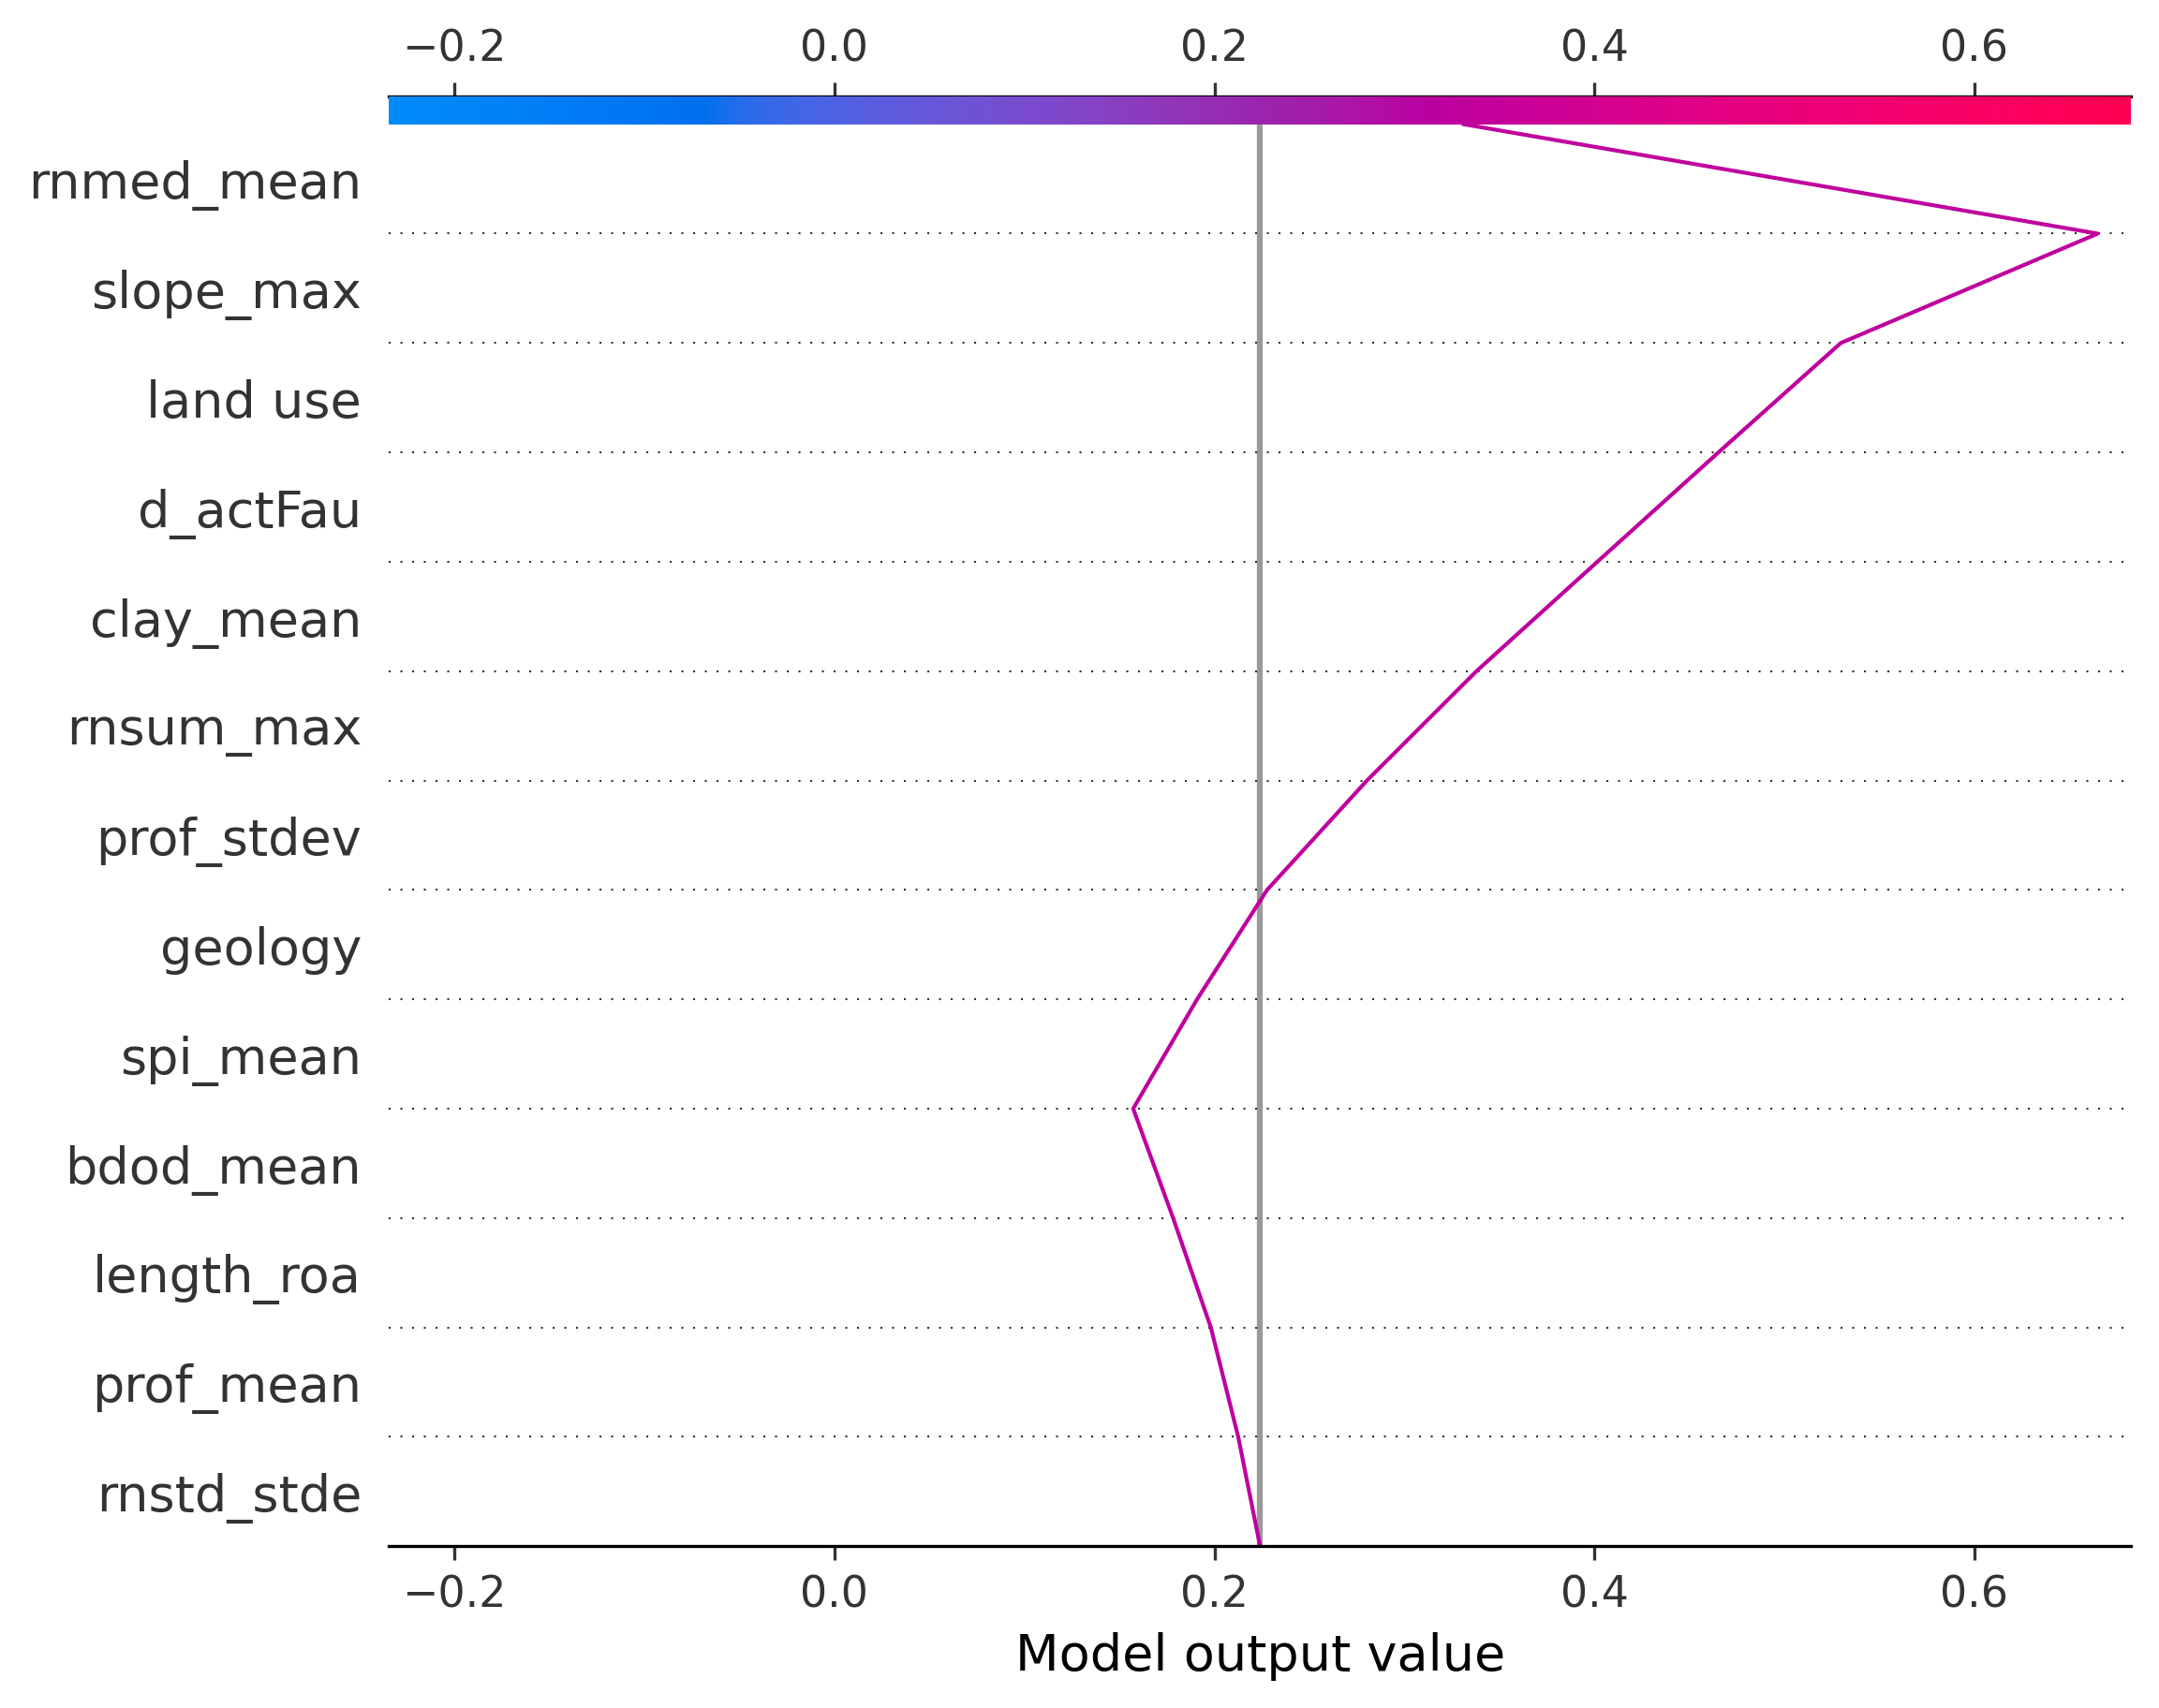 −0.2 0.0 0.2 0.4 0.6
rnmed_mean
slope_max
land use
d_actFau
clay_mean
rnsum_max
prof_stdev
geology
spi_mean
bdod_mean
length_roa
prof_mean
rnstd_stde
−0.2 0.0 0.2 0.4 0.6
Model output value